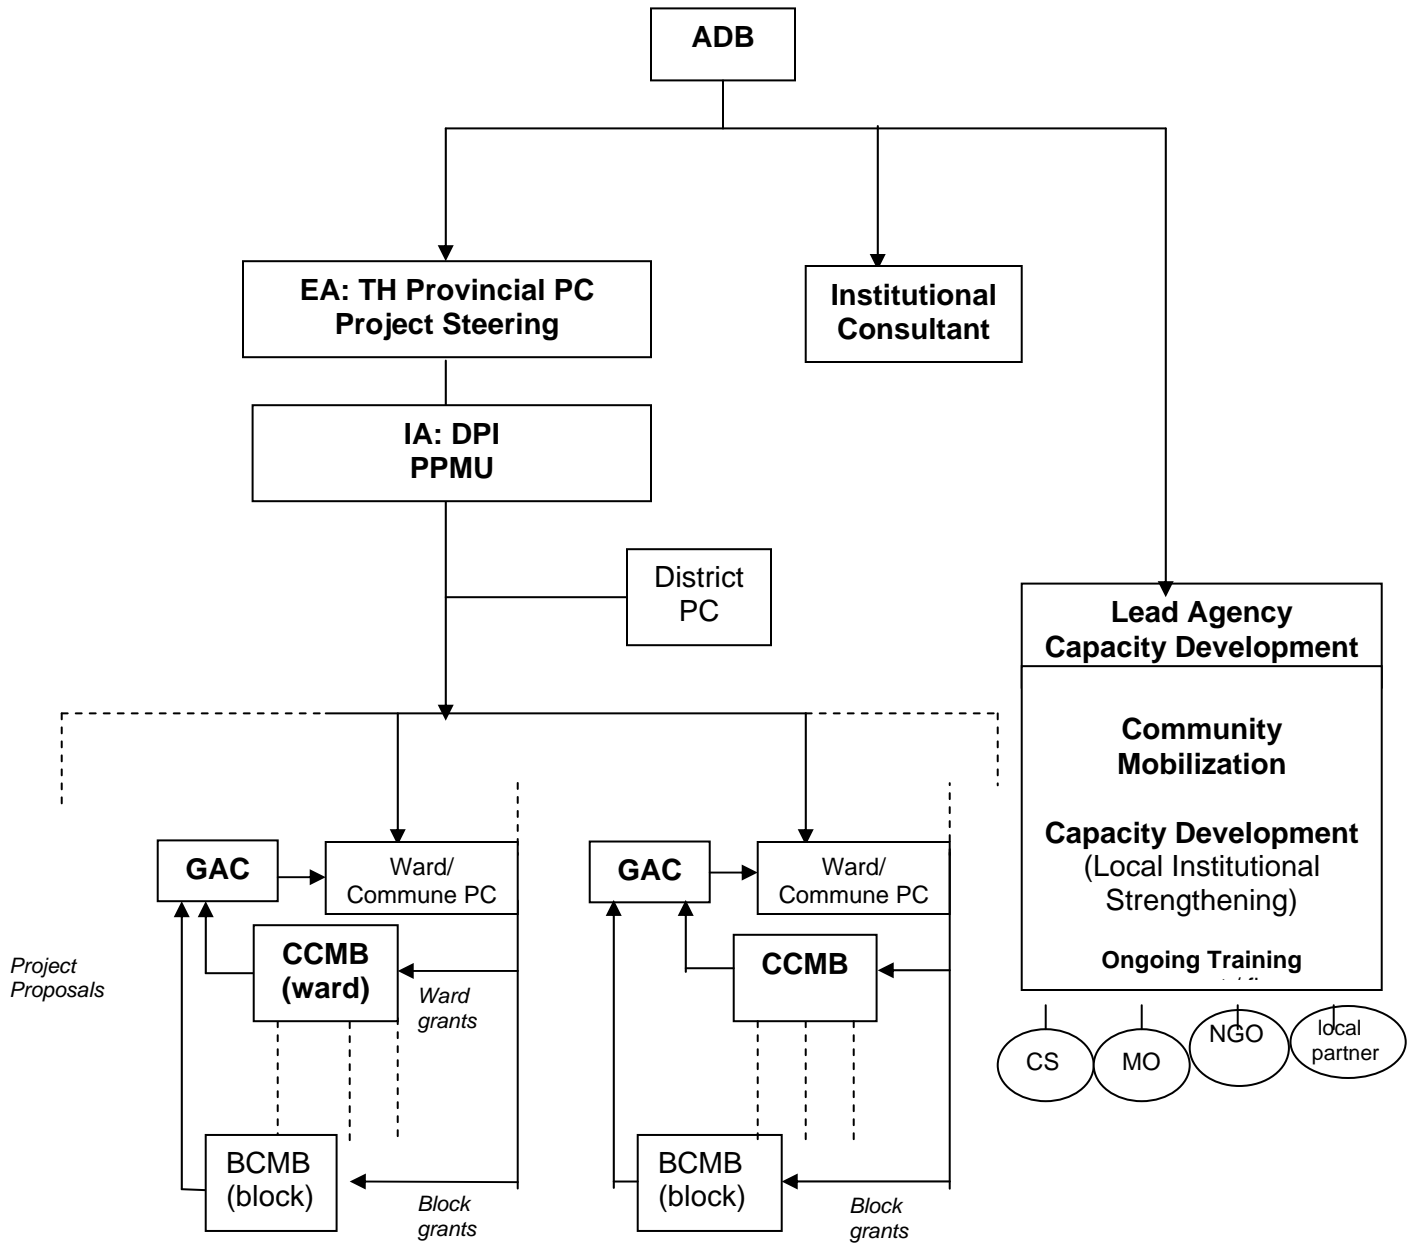 ADB
EA: TH Provincial PC
Project Steering
Institutional
Consultant
IA: DPI
PPMU
District
PC
Lead Agency
Capacity Development
Community
Mobilization
Capacity Development
(Local Institutional
Strengthening)
Ongoing Training
GAC
Ward/
Commune PC
GAC
Ward/
Commune PC
CCMB
(ward)
CCMB
Project
Proposals
Ward
grants
CS
MO
NGO
local
partner
BCMB
(block)
Block
grants
BCMB
(block)
Block
grants